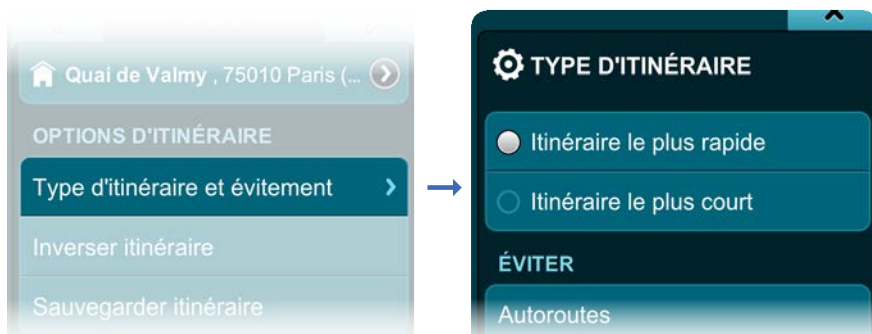 Quai de Valmy , 75010 Paris (...
OPTIONS D'ITINÉRAIRE
Type d'itinéraire et évitement
Inverser itinéraire
Sauvegarder itinéraire
TYPE D'ITINÉRAIRE
Itinéraire le plus rapide
Itinéraire le plus court
ÉVITER
Autoroutes